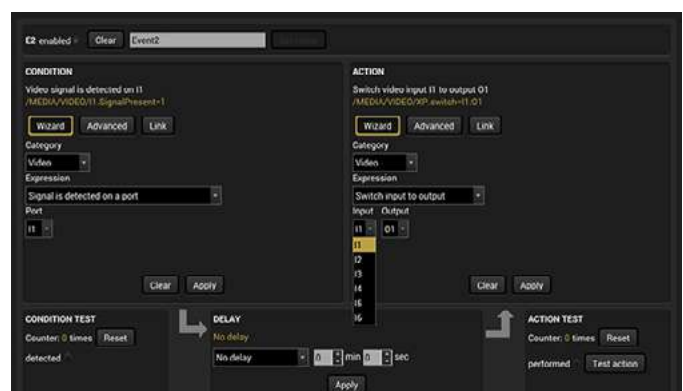 E2 enabled Clear Event2
CONDITION
Video signal is detected on I1
/MEDIA/VIDEO/I1.SignalPresent=1
Wizard Advanced Link
Category
Video
Expression
Signal is detected on a port
Port
I1
Clear Apply
ACTION
Switch video input I1 to output O1
/MEDIA/VIDEO/XP.switch=I1:O1
Wizard Advanced Link
Category
Video
Expression
Switch input to output
Input Output
I1 O1
I1
I2
I3
I4
I5
I6
Clear Apply
CONDITION TEST
Counter: 0 times Reset
detected
DELAY
No delay
No delay 0 min 0 sec
Apply
ACTION TEST
Counter: 0 times Reset
performed Test action